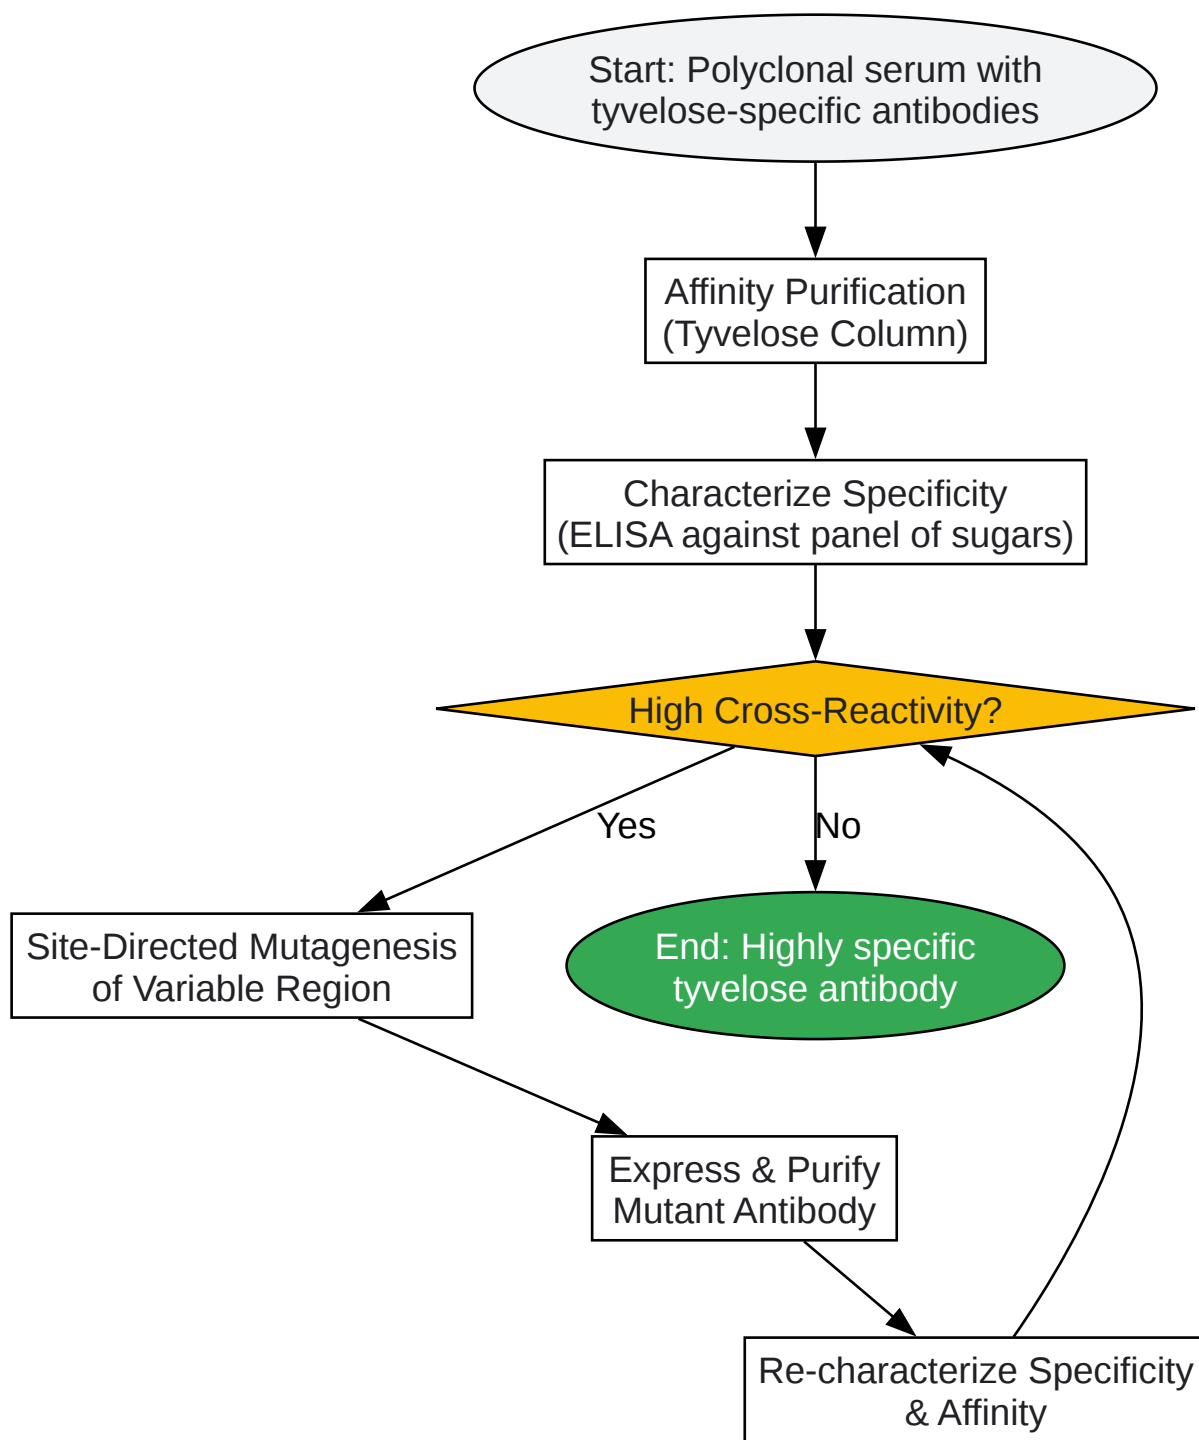 Start: Polyclonal serum with
tyvelose-specific antibodies
Affinity Purification
(Tyvelose Column)
Characterize Specificity
(ELISA against panel of sugars)
High Cross-Reactivity?
Yes
No
Site-Directed Mutagenesis
of Variable Region
End: Highly specific
tyvelose antibody
Express & Purify
Mutant Antibody
Re-characterize Specificity
& Affinity